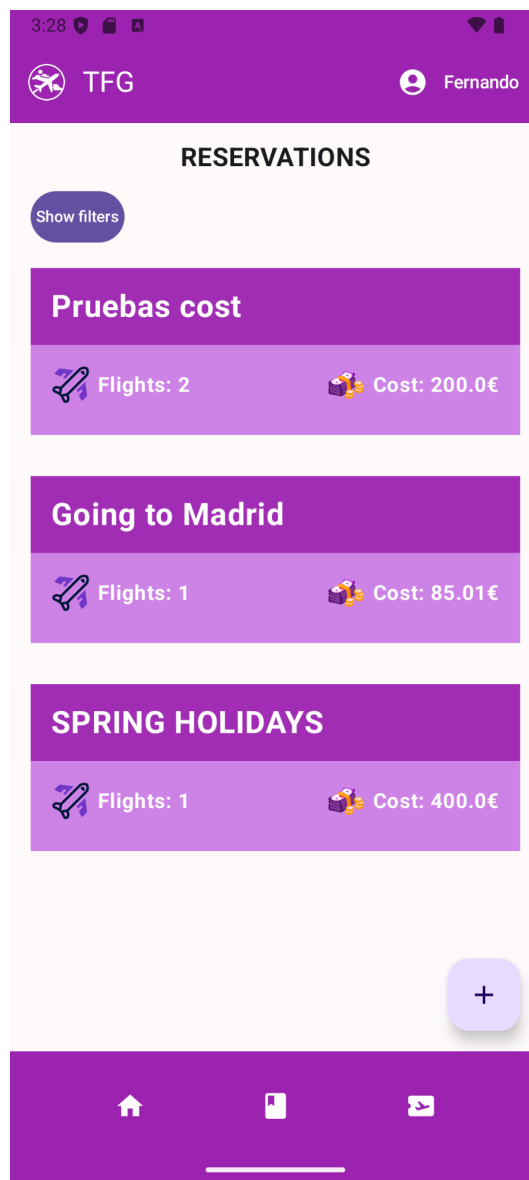 3:28
TFG
Fernando
RESERVATIONS
Show filters
Pruebas cost
Flights: 2
Cost: 200.0€
Going to Madrid
Flights: 1
Cost: 85.01€
SPRING HOLIDAYS
Flights: 1
Cost: 400.0€
+